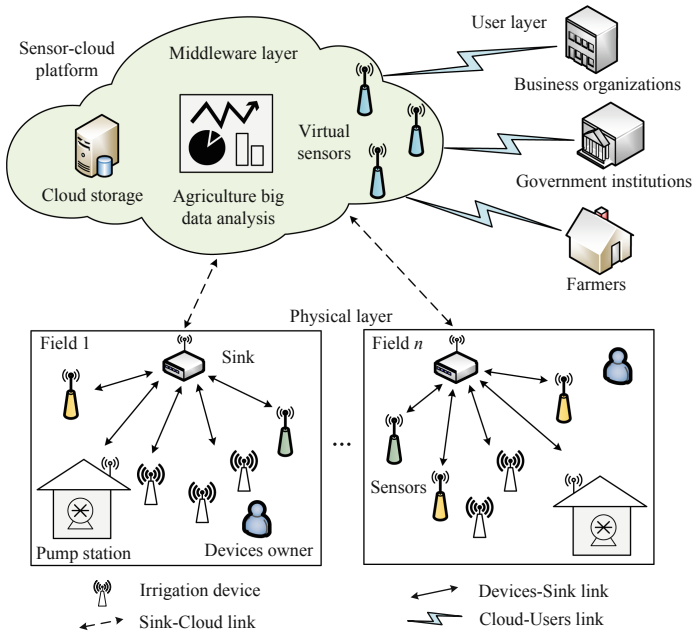 Sensor-cloud
platform
Middleware layer
User layer
Business organizations
Virtual
sensors
Cloud storage
Agriculture big
data analysis
Government institutions
Farmers
Physical layer
Field 1
Sink
Field n
...
Sensors
Pump station
Devices owner
Irrigation device
Devices-Sink link
Sink-Cloud link
Cloud-Users link